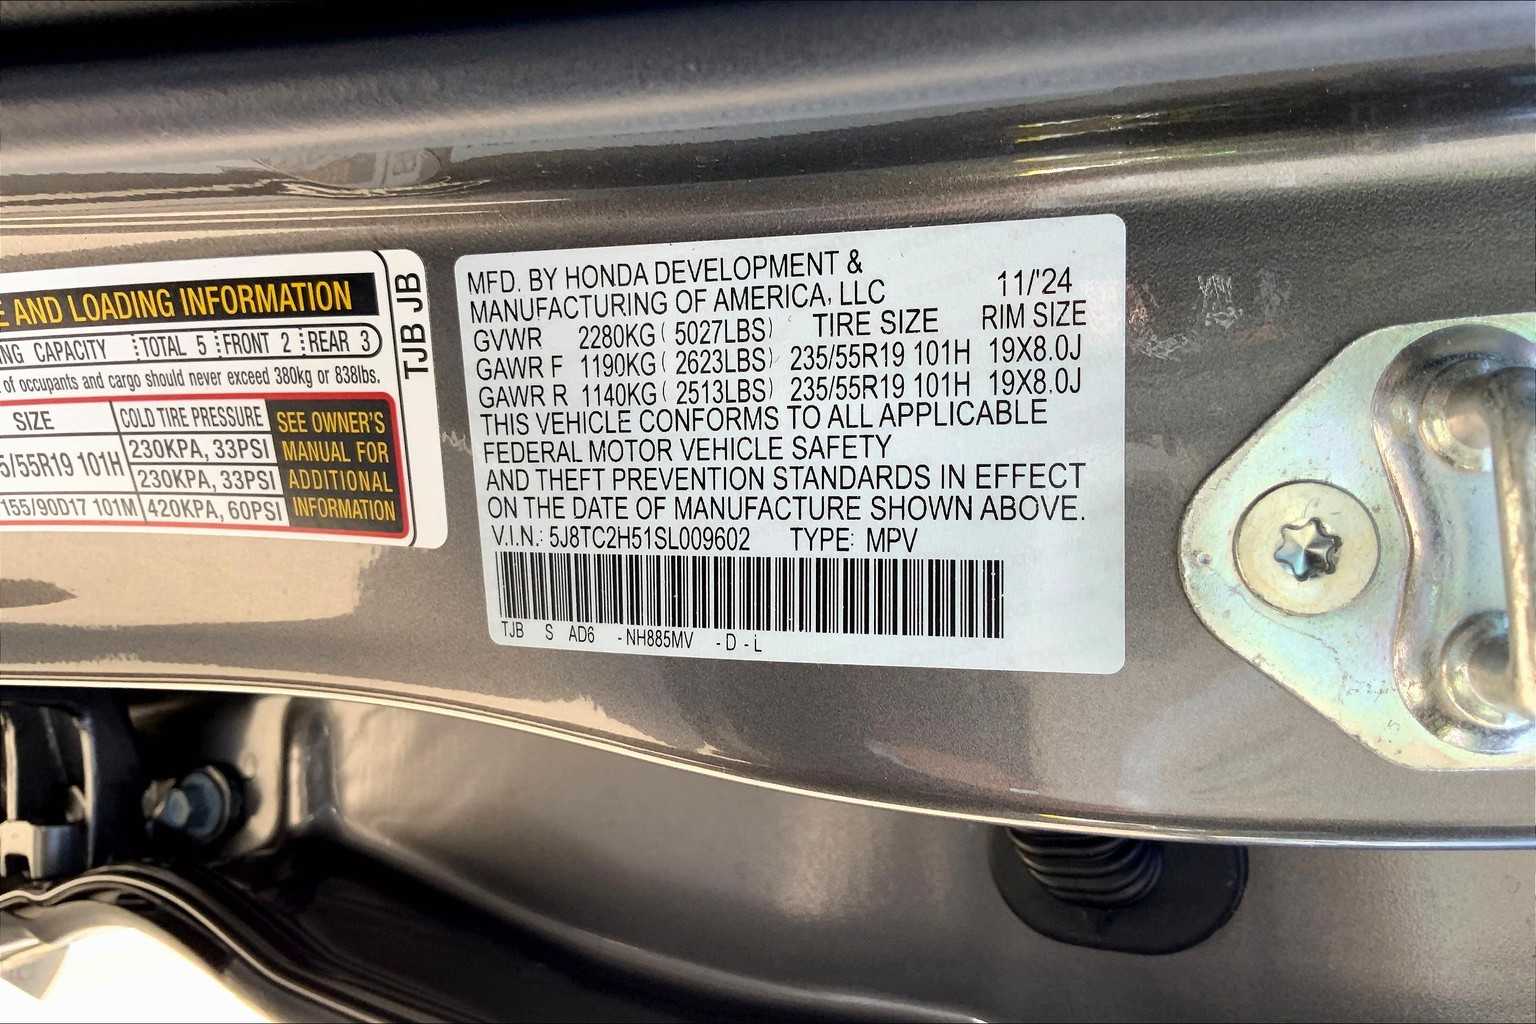 E AND LOADING INFORMATION
NG CAPACITY TOTAL 5 FRONT 2 REAR 3
of occupants and cargo should never exceed 380kg or 838lbs.
SIZE COLD TIRE PRESSURE SEE OWNER'S
5/55R19 101H 230KPA, 33PSI MANUAL FOR
230KPA, 33PSI ADDITIONAL
155/90D17 101M 420KPA, 60PSI INFORMATION
TJB JB
MFD. BY HONDA DEVELOPMENT &
MANUFACTURING OF AMERICA, LLC 11/'24
GVWR 2280KG ( 5027LBS) TIRE SIZE RIM SIZE
GAWR F 1190KG ( 2623LBS) 235/55R19 101H 19X8.0J
GAWR R 1140KG ( 2513LBS) 235/55R19 101H 19X8.0J
THIS VEHICLE CONFORMS TO ALL APPLICABLE
FEDERAL MOTOR VEHICLE SAFETY
AND THEFT PREVENTION STANDARDS IN EFFECT
ON THE DATE OF MANUFACTURE SHOWN ABOVE.
V.I.N.: 5J8TC2H51SL009602 TYPE: MPV
TJB S AD6 -NH885MV -D-L